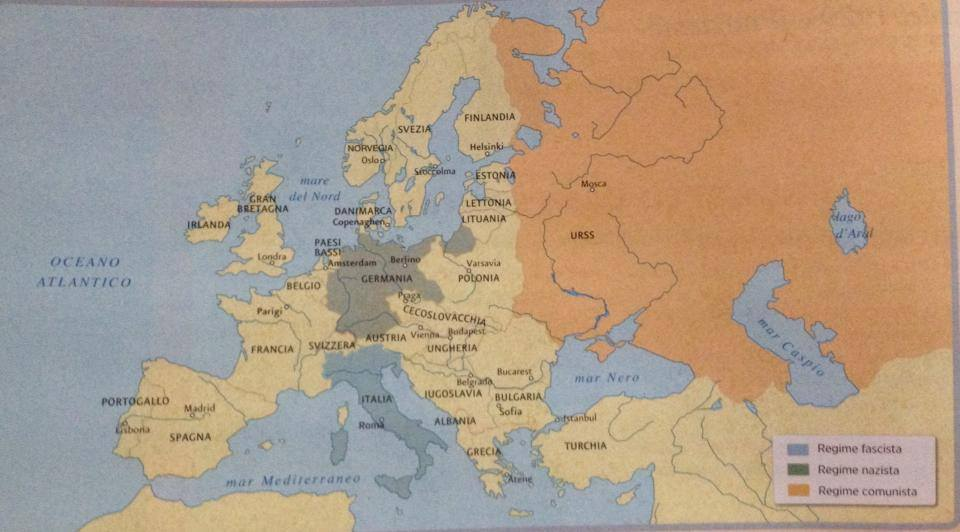 FINLANDIA
SVEZIA
NORVEGIA
Helsinki
Oslo
Stoccolma
ESTONIA
mare
del Nord
Mosca
GRAN
BRETAGNA
LETTONIA
DANIMARCA
Copenaghen
LITUANIA
IRLANDA
lago
d'Aral
URSS
PAESI
BASSI
Londra
Amsterdam
Berlino
Varsavia
OCEANO
ATLANTICO
GERMANIA
POLONIA
BELGIO
Praga
Parigi
CECOSLOVACCHIA
AUSTRIA
Vienna
Budapest
mar Caspio
FRANCIA
SVIZZERA
UNGHERIA
Bucarest
mar Nero
Belgrado
JUGOSLAVIA
BULGARIA
PORTOGALLO
Madrid
ITALIA
Sofia
Lisbona
Roma
ALBANIA
Istanbul
SPAGNA
GRECIA
TURCHIA
Atene
mar Mediterraneo
Regime fascista
Regime nazista
Regime comunista